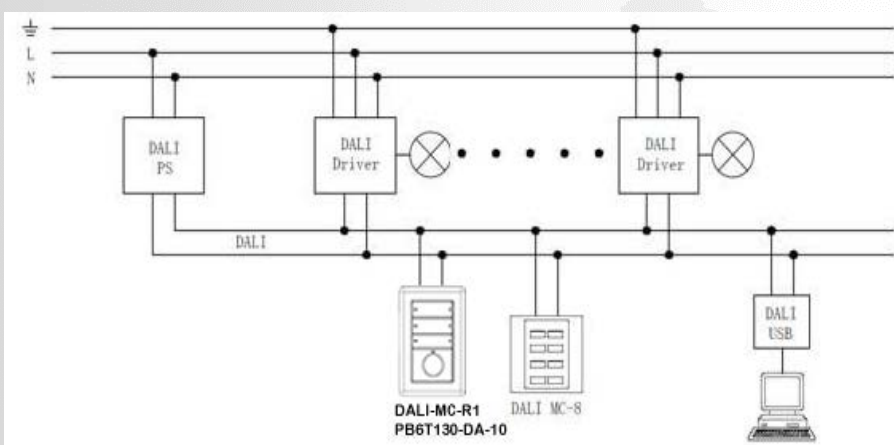 L
N
DALI
PS
DALI
Driver
DALI
Driver
DALI
DALI-MC-R1
PB6T130-DA-10
DALI MC-8
DALI
USB